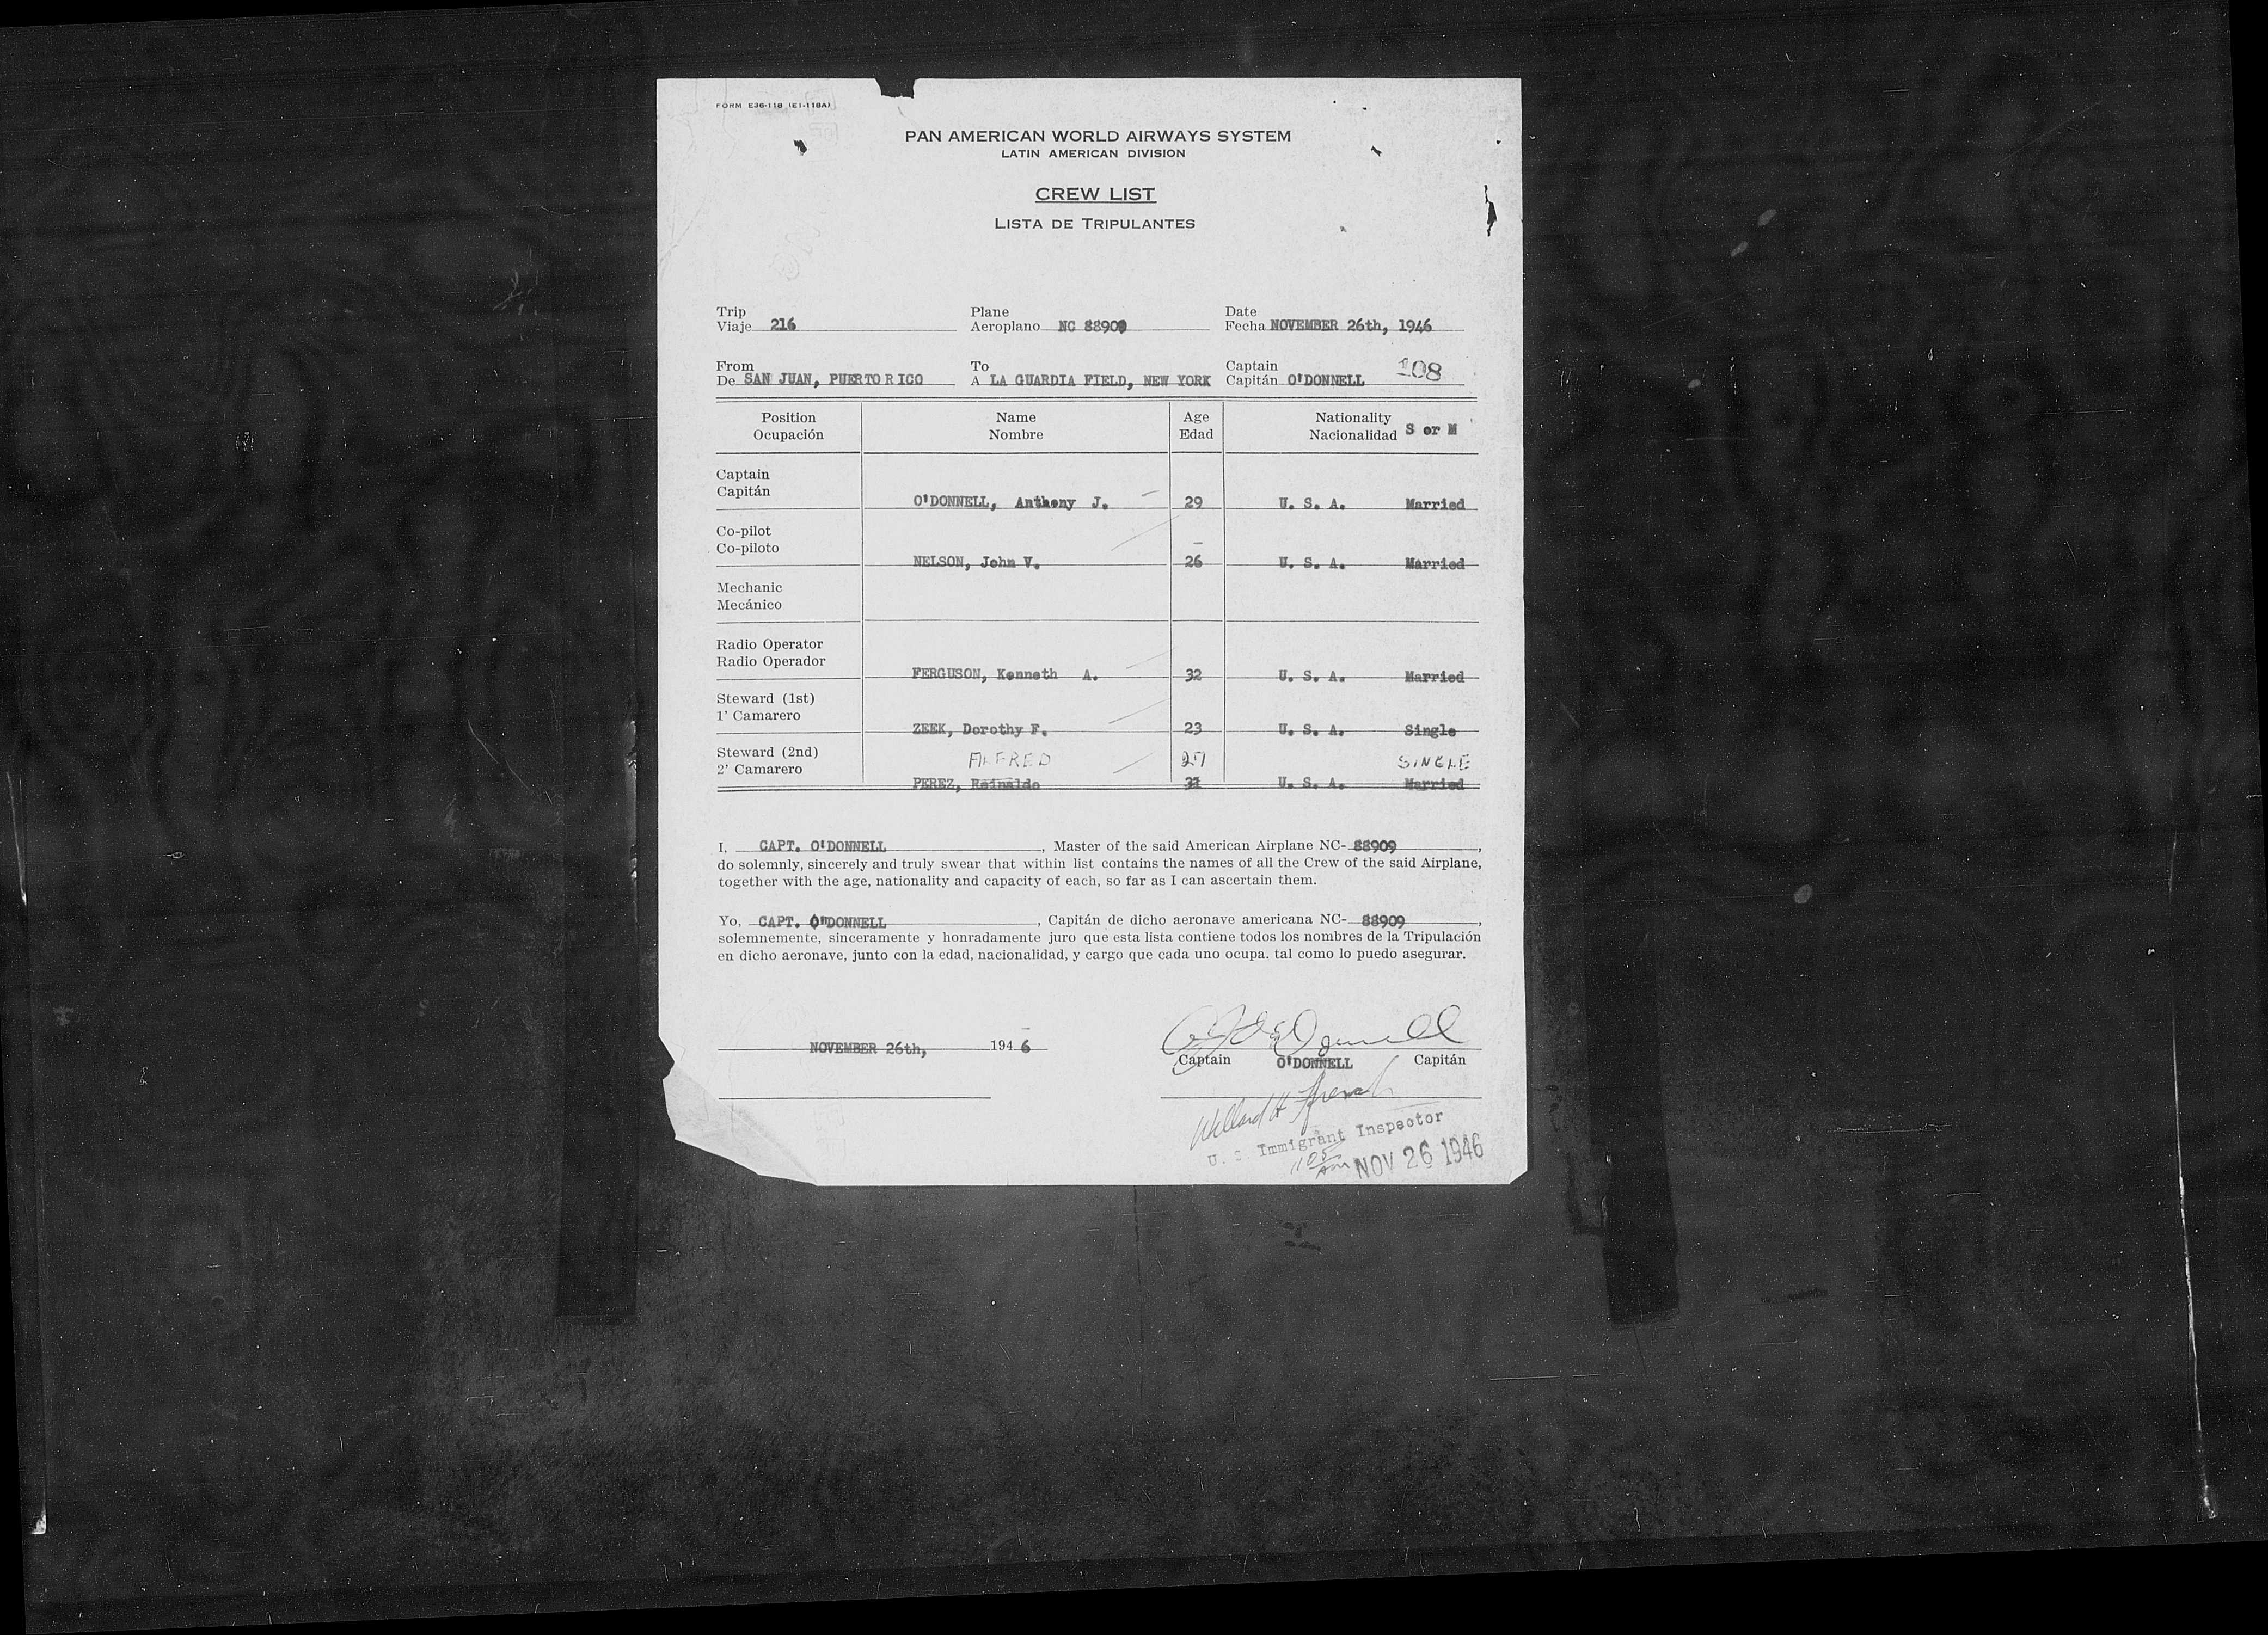 FORM E36-118 (E1-118A)
PAN AMERICAN WORLD AIRWAYS SYSTEM
LATIN AMERICAN DIVISION
CREW LIST
LISTA DE TRIPULANTES
Trip Plane Date
Viaje 216 Aeroplano NC 88909 Fecha NOVEMBER 26th, 1946
From To Captain 108
De SAN JUAN, PUERTO RICO A LA GUARDIA FIELD, NEW YORK Capitán O'DONNELL
Position Name Age Nationality S or M
Ocupación Nombre Edad Nacionalidad
Captain
Capitán
O'DONNELL, Anthony J. 29 U. S. A. Married
Co-pilot
Co-piloto
NELSON, John V. 26 U. S. A. Married
Mechanic
Mecánico
Radio Operator
Radio Operador
FERGUSON, Kenneth A. 32 U. S. A. Married
Steward (1st)
1' Camarero
ZEEK, Dorothy F. 23 U. S. A. Single
Steward (2nd) ALFRED 27 SINGLE
2' Camarero
PEREZ, Reinaldo 31 U. S. A. Married
I, CAPT. O'DONNELL, Master of the said American Airplane NC-88909,
do solemnly, sincerely and truly swear that within list contains the names of all the Crew of the said Airplane,
together with the age, nationality and capacity of each, so far as I can ascertain them.
Yo, CAPT. O'DONNELL, Capitán de dicho aeronave americana NC-88909,
solemnemente, sinceramente y honradamente juro que esta lista contiene todos los nombres de la Tripulación
en dicho aeronave, junto con la edad, nacionalidad, y cargo que cada uno ocupa, tal como lo puedo asegurar.
NOVEMBER 26th, 1946
Captain O'DONNELL Capitán
Willard H
U. S. Immigrant Inspector
1105 AM NOV 26 1946